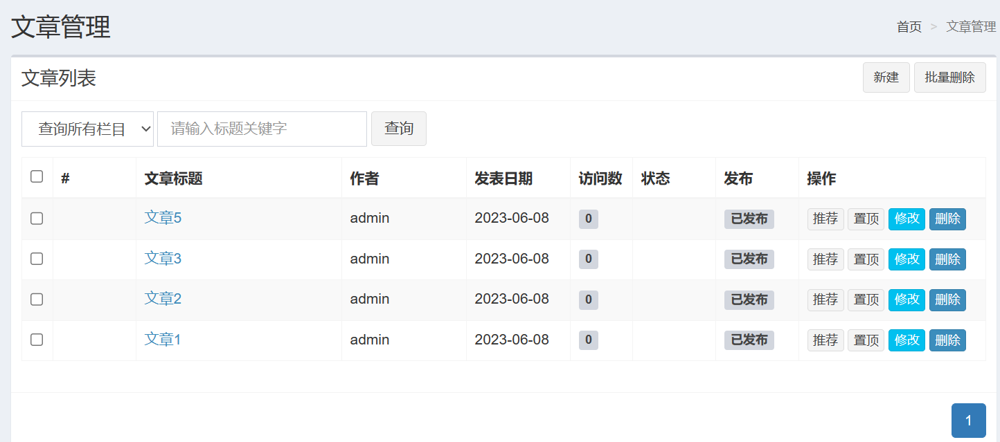 文章管理
首页 > 文章管理
文章列表
新建 批量删除
查询所有栏目 请输入标题关键字 查询
# 文章标题 作者 发表日期 访问数 状态 发布 操作
文章5 admin 2023-06-08 0 已发布 推荐 置顶 修改 删除
文章3 admin 2023-06-08 0 已发布 推荐 置顶 修改 删除
文章2 admin 2023-06-08 0 已发布 推荐 置顶 修改 删除
文章1 admin 2023-06-08 0 已发布 推荐 置顶 修改 删除
1